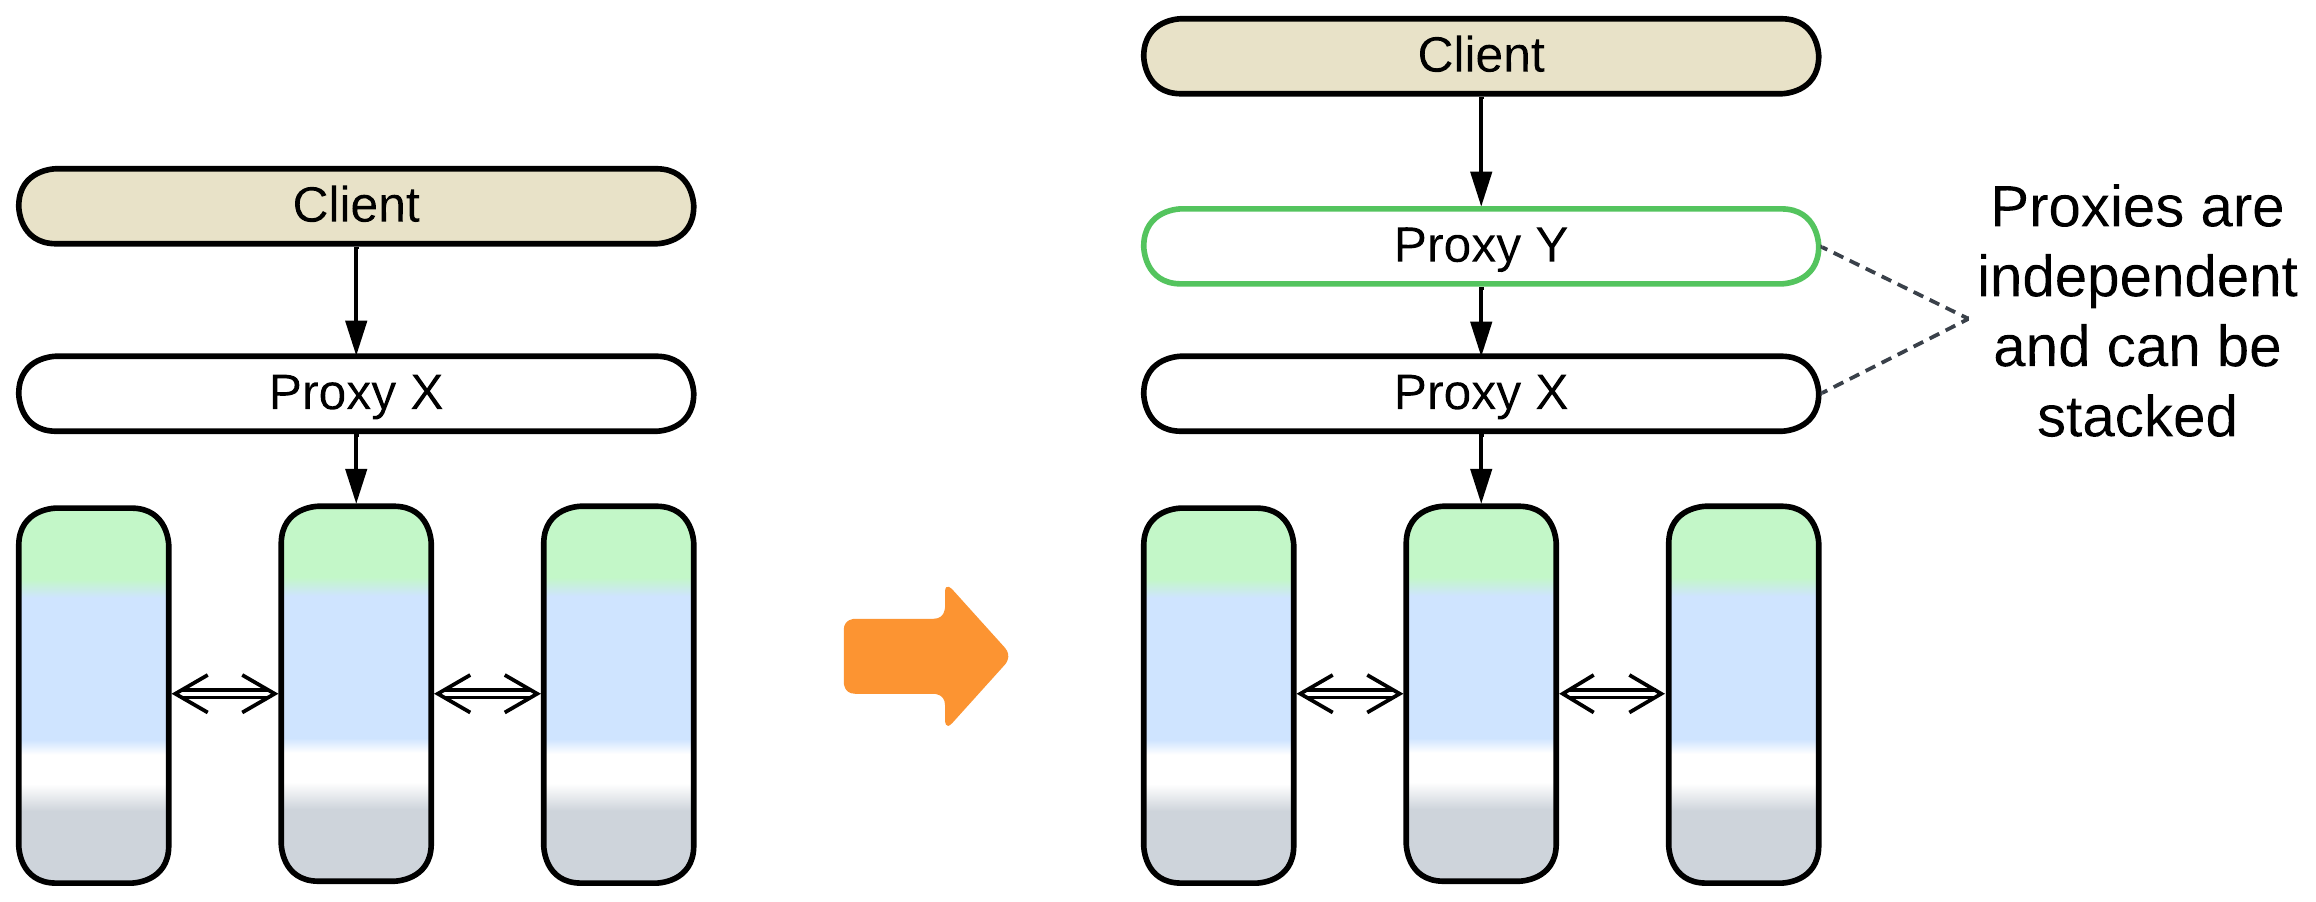 Client
Proxy X
Client
Proxy Y
Proxy X
Proxies are
independent
and can be
stacked